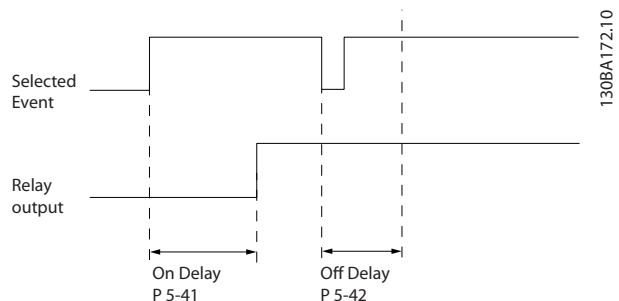 130BA172.10
Selected
Event
Relay
output
On Delay
P 5-41
Off Delay
P 5-42